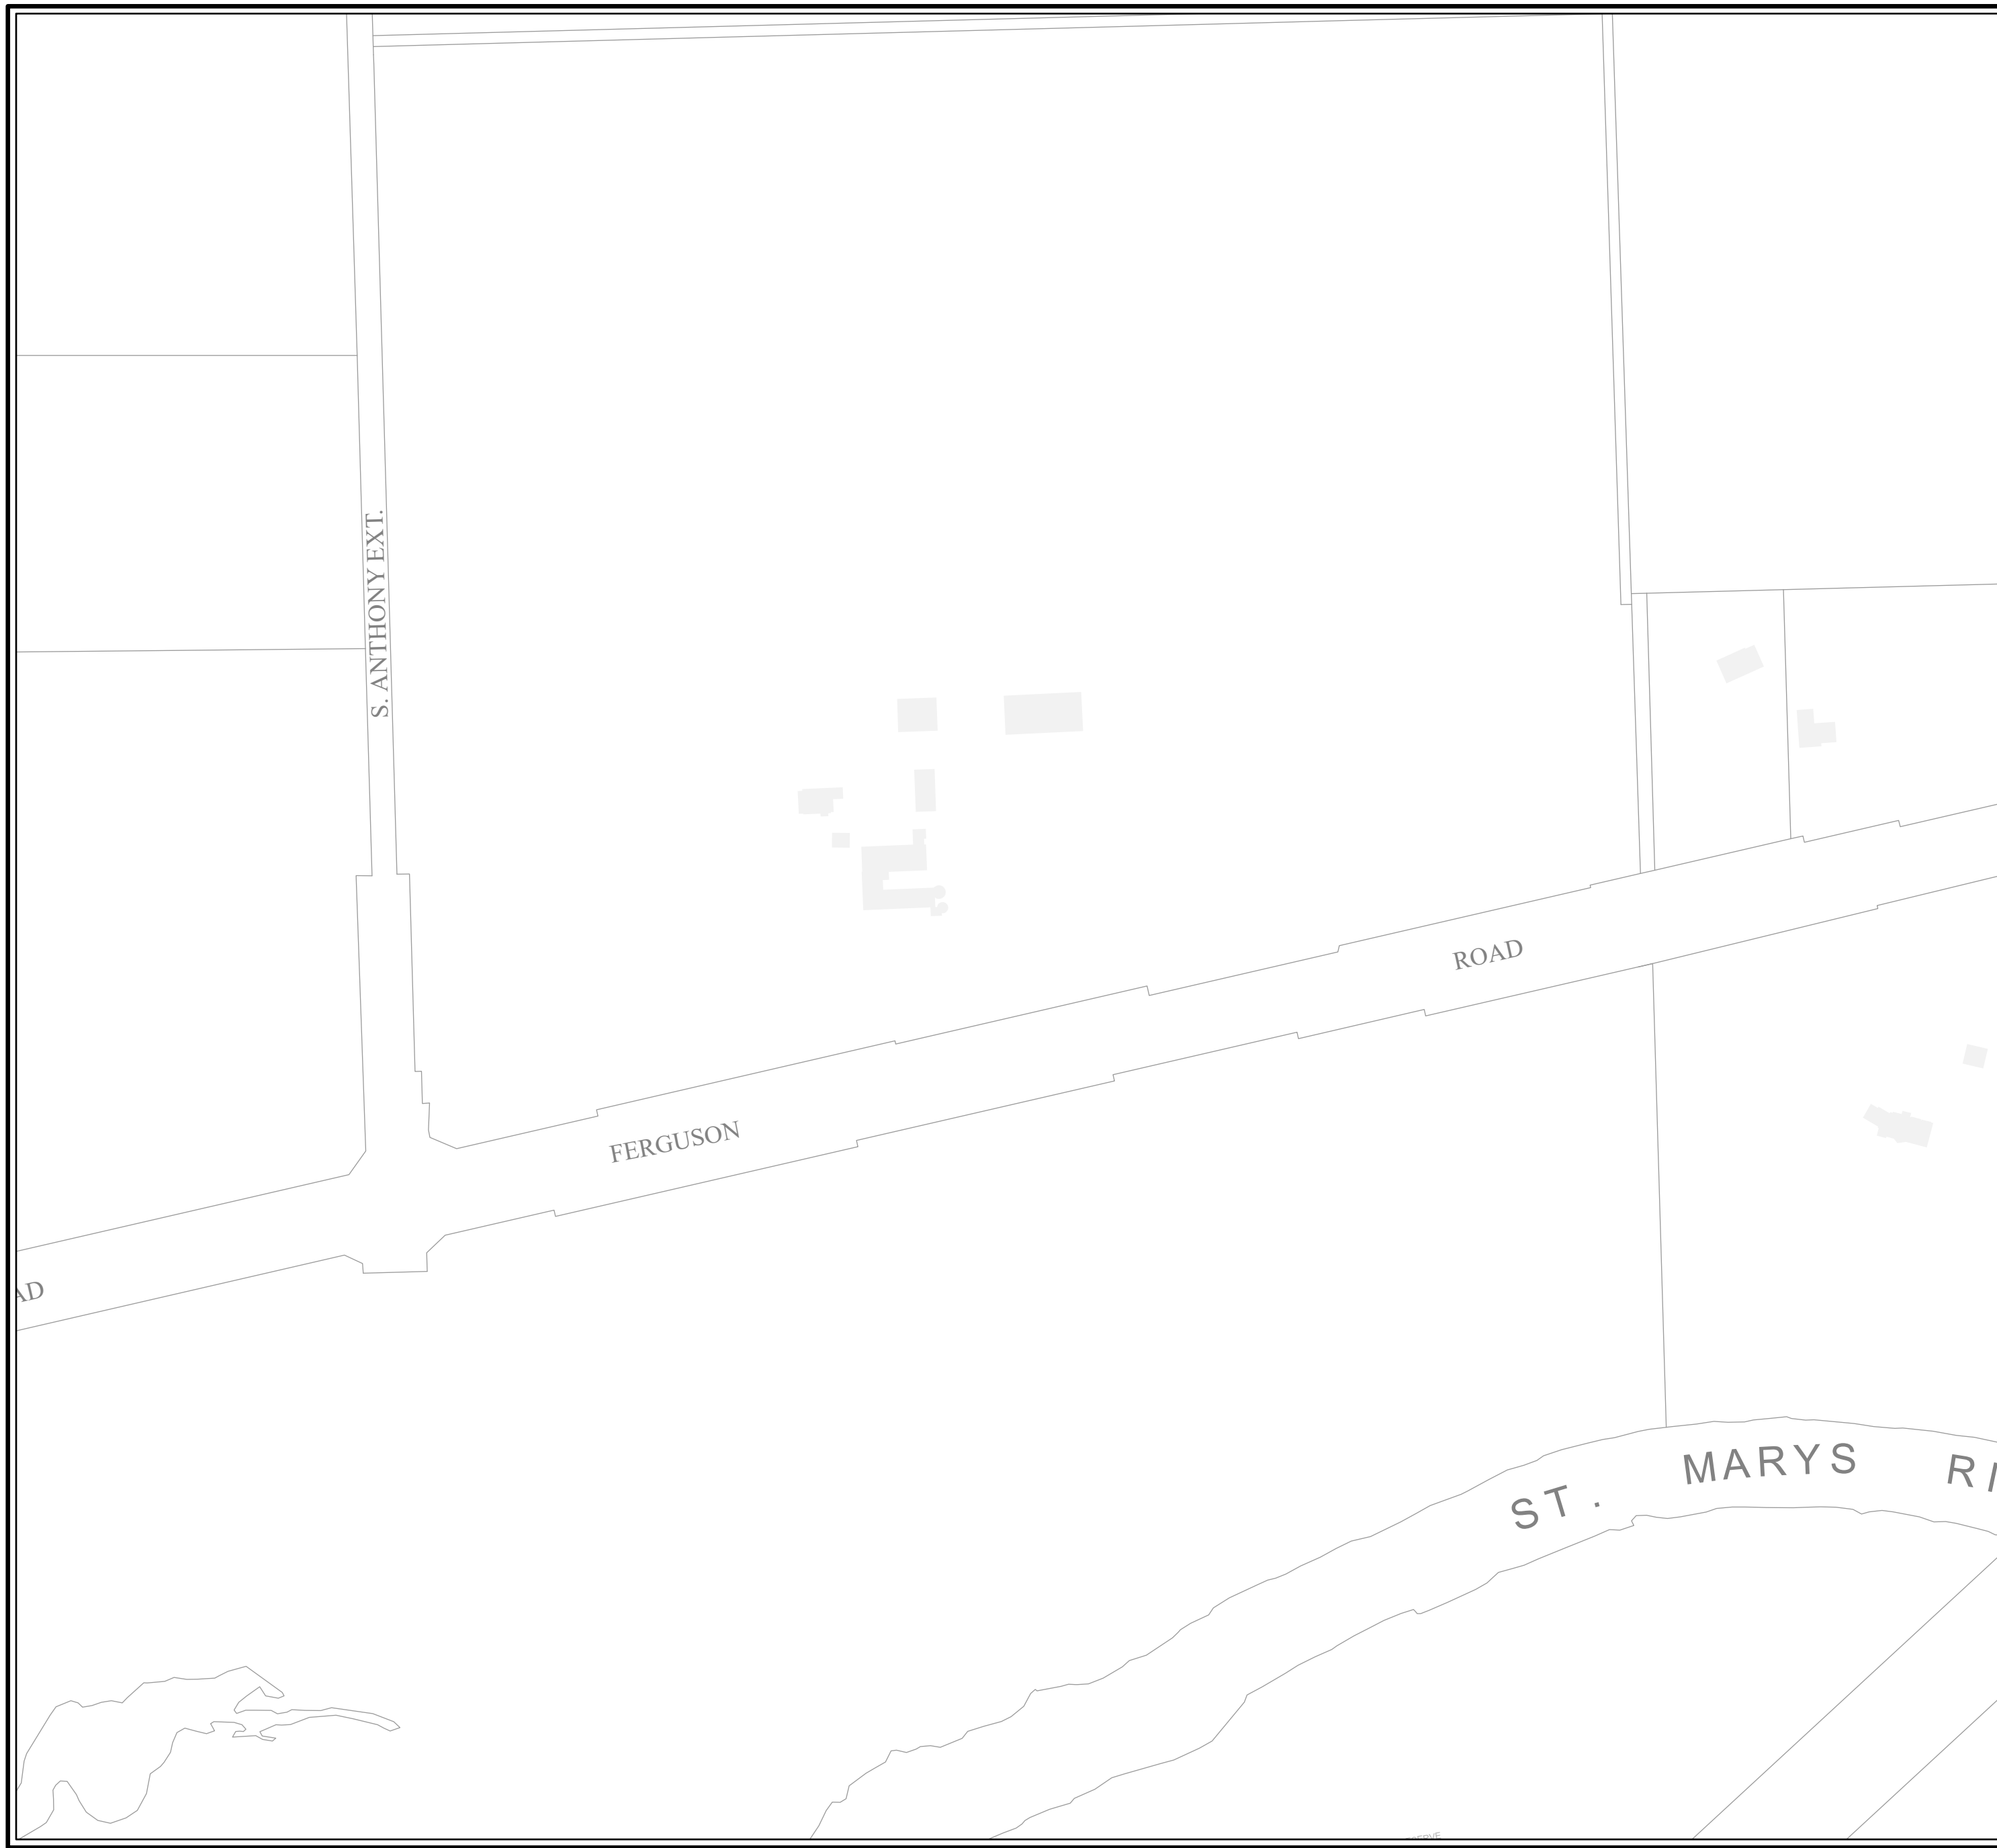 S. ANTHONY EXT.
ROAD
FERGUSON
AD
ST. MARYS RI